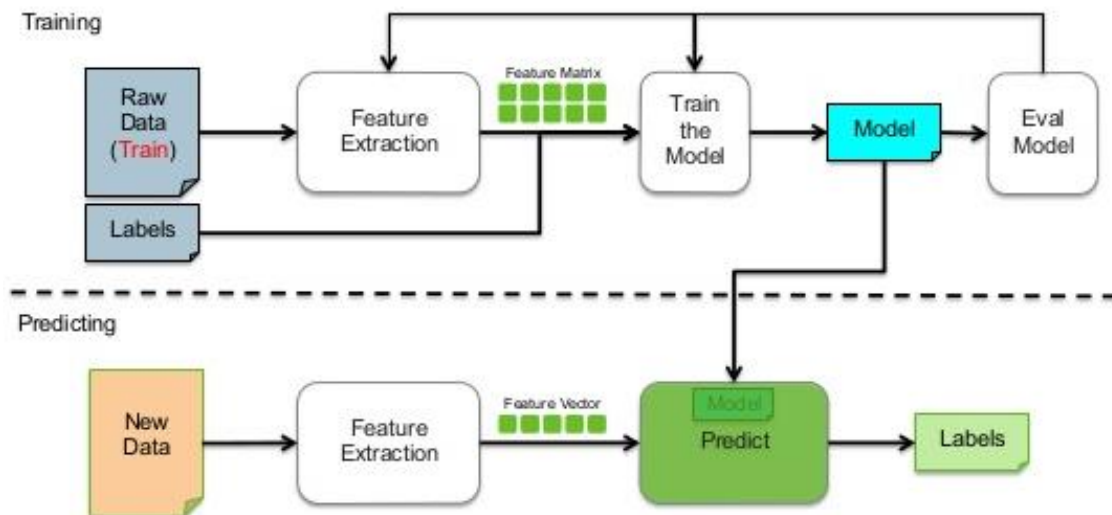 Training
Raw
Data
(Train)
Labels
Feature
Extraction
Feature Matrix
Train
the
Model
Model
Eval
Model
Predicting
New
Data
Feature
Extraction
Feature Vector
Model
Predict
Labels